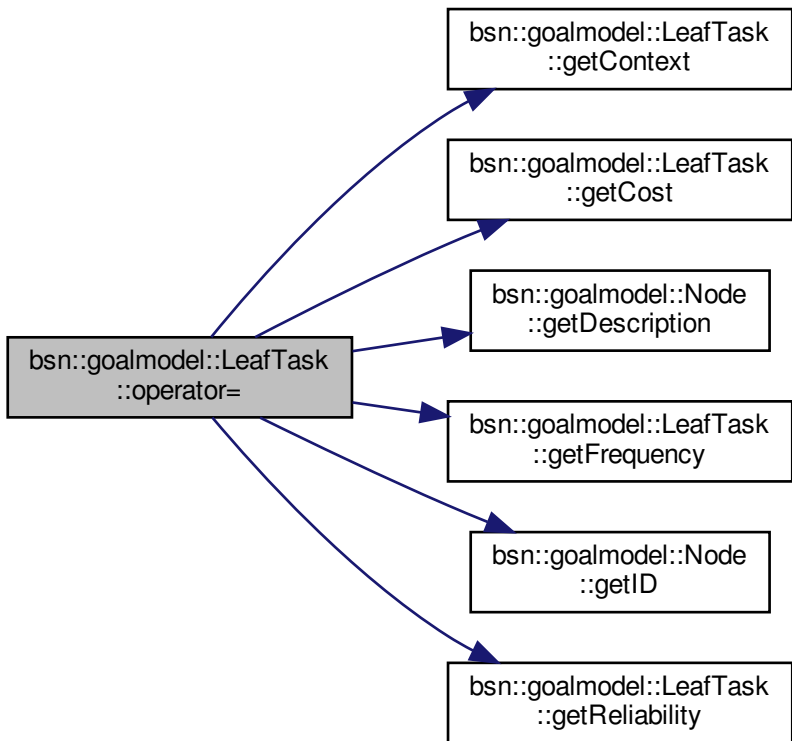 bsn::goalmodel::LeafTask
::operator=
bsn::goalmodel::LeafTask
::getContext
bsn::goalmodel::LeafTask
::getCost
bsn::goalmodel::Node
::getDescription
bsn::goalmodel::LeafTask
::getFrequency
bsn::goalmodel::Node
::getID
bsn::goalmodel::LeafTask
::getReliability